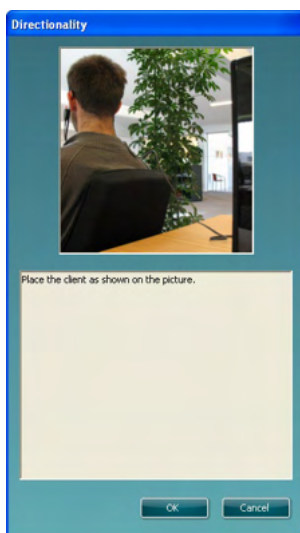 Directionality
Place the client as shown on the picture.
OK
Cancel